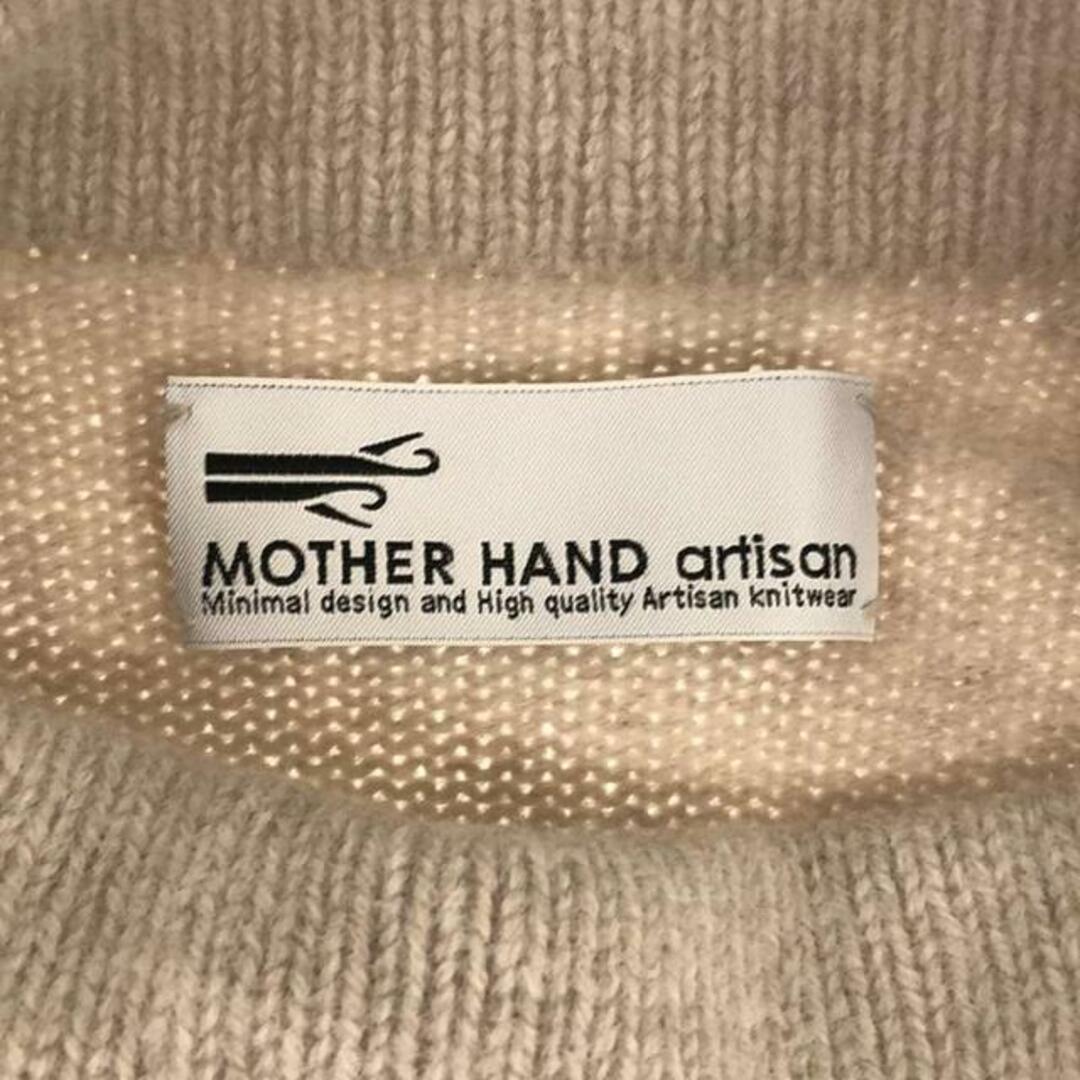 MOTHER HAND artisan
Minimal design and High quality Artisan knitwear